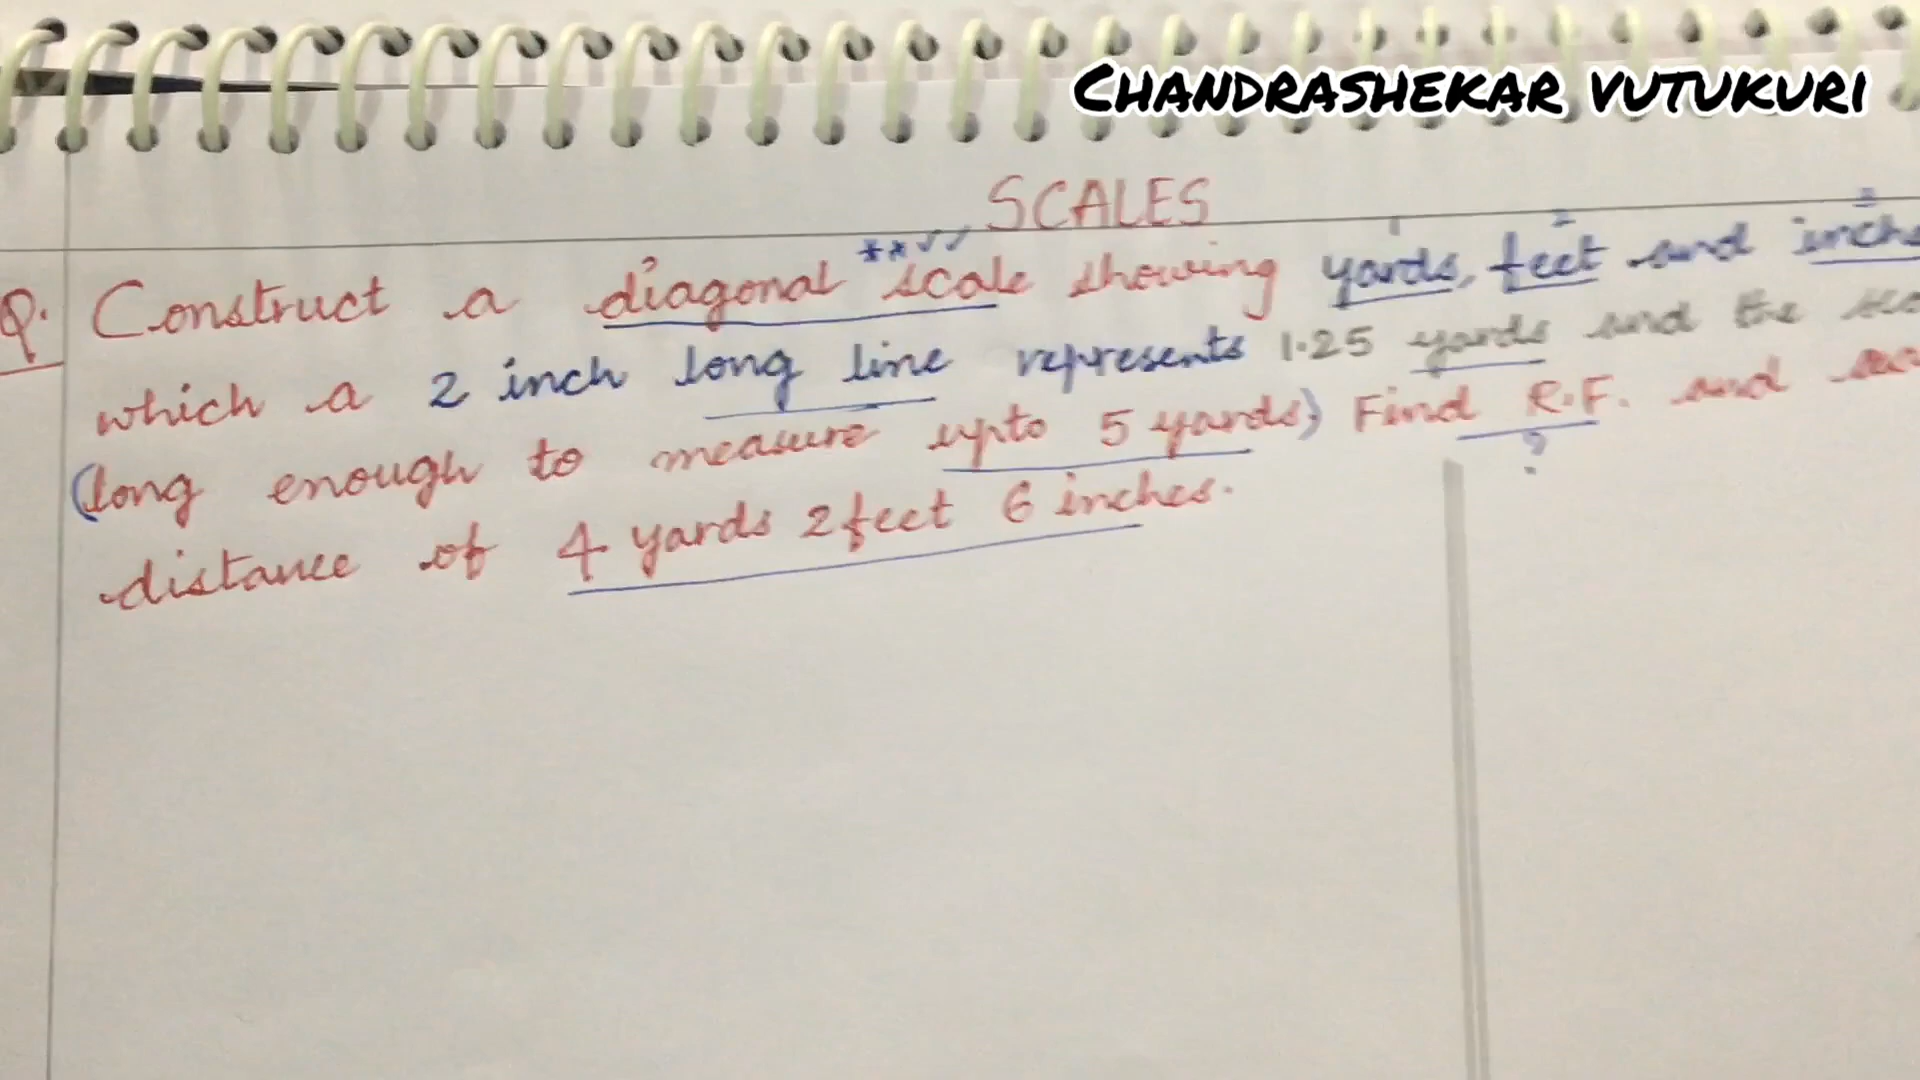 CHANDRASHEKAR VUTUKURI
SCALES
Q. Construct a diagonal scale showing yards, feet and
which a 2 inch long line represents 1.25 yards and the
(long enough to measure upto 5 yards) Find R.F. and
distance of 4 yards 2 feet 6 inches.